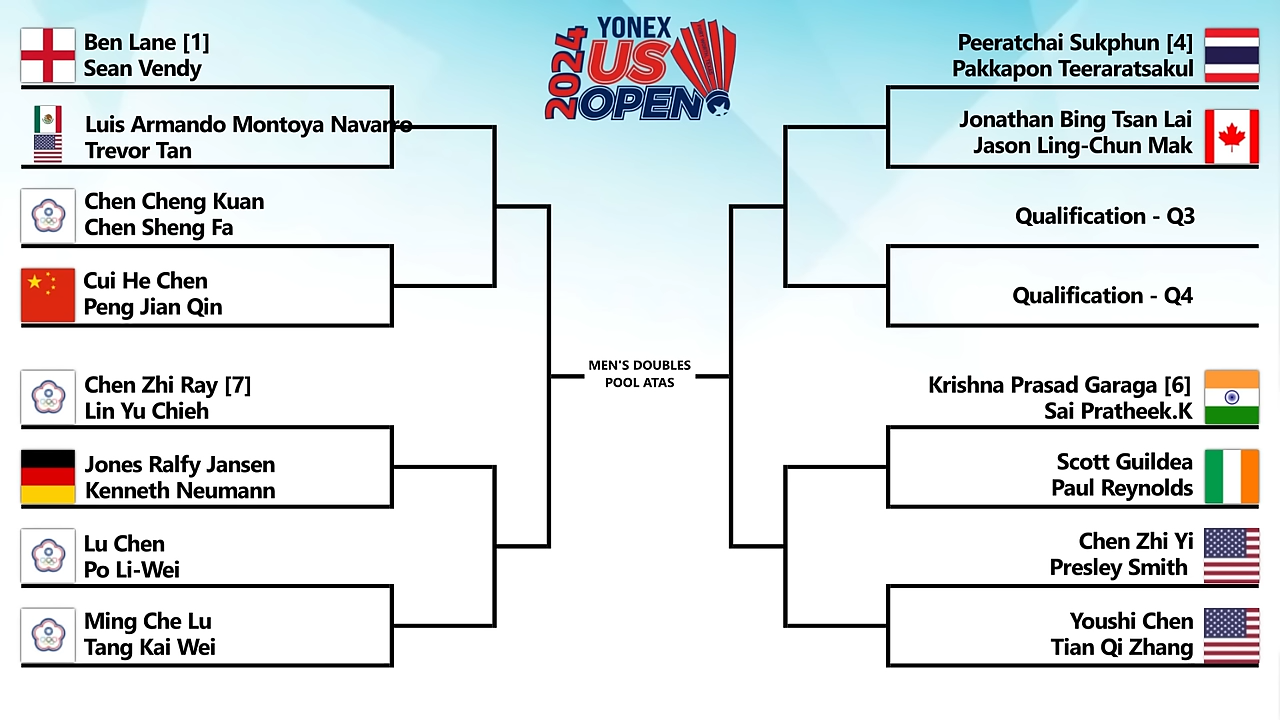 2024
YONEX
US
OPEN
Ben Lane [1]
Sean Vendy
Luis Armando Montoya Navarro
Trevor Tan
Chen Cheng Kuan
Chen Sheng Fa
Cui He Chen
Peng Jian Qin
Chen Zhi Ray [7]
Lin Yu Chieh
Jones Ralfy Jansen
Kenneth Neumann
Lu Chen
Po Li-Wei
Ming Che Lu
Tang Kai Wei
MEN'S DOUBLES
POOL ATAS
Peeratchai Sukphun [4]
Pakkapon Teeraratsakul
Jonathan Bing Tsan Lai
Jason Ling-Chun Mak
Qualification - Q3
Qualification - Q4
Krishna Prasad Garaga [6]
Sai Pratheek.K
Scott Guildea
Paul Reynolds
Chen Zhi Yi
Presley Smith
Youshi Chen
Tian Qi Zhang